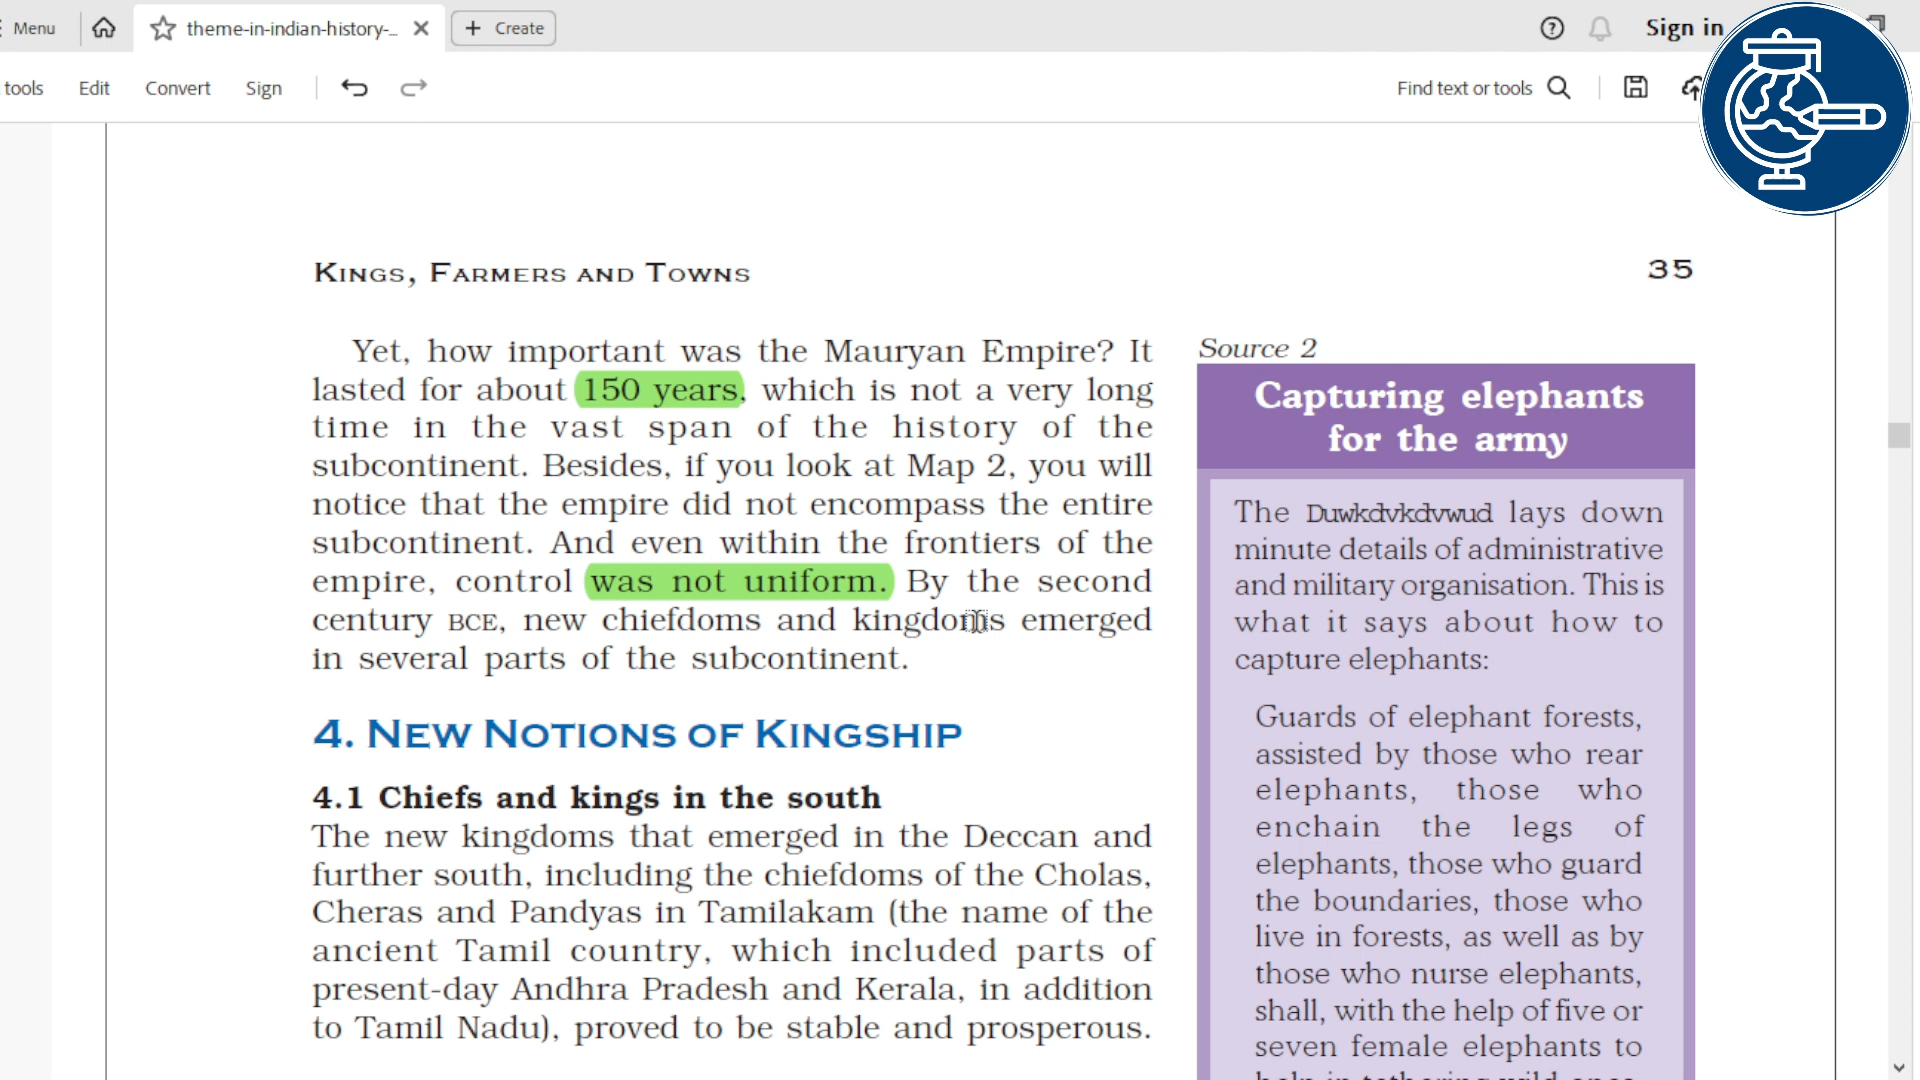 Menu
theme-in-indian-history-_
Create
Sign in
tools
Edit
Convert
Sign
Find text or tools
KINGS, FARMERS AND TOWNS
35
Yet, how important was the Mauryan Empire? It
lasted for about 150 years, which is not a very long
time in the vast span of the history of the
subcontinent. Besides, if you look at Map 2, you will
notice that the empire did not encompass the entire
subcontinent. And even within the frontiers of the
empire, control was not uniform. By the second
century BCE, new chiefdoms and kingdoms emerged
in several parts of the subcontinent.
4. NEW NOTIONS OF KINGSHIP
4.1 Chiefs and kings in the south
The new kingdoms that emerged in the Deccan and
further south, including the chiefdoms of the Cholas,
Cheras and Pandyas in Tamilakam (the name of the
ancient Tamil country, which included parts of
present-day Andhra Pradesh and Kerala, in addition
to Tamil Nadu), proved to be stable and prosperous.
Source 2
Capturing elephants
for the army
The Duwkdvkdvwud lays down
minute details of administrative
and military organisation. This is
what it says about how to
capture elephants:
Guards of elephant forests,
assisted by those who rear
elephants, those who
enchain the legs of
elephants, those who guard
the boundaries, those who
live in forests, as well as by
those who nurse elephants,
shall, with the help of five or
seven female elephants to